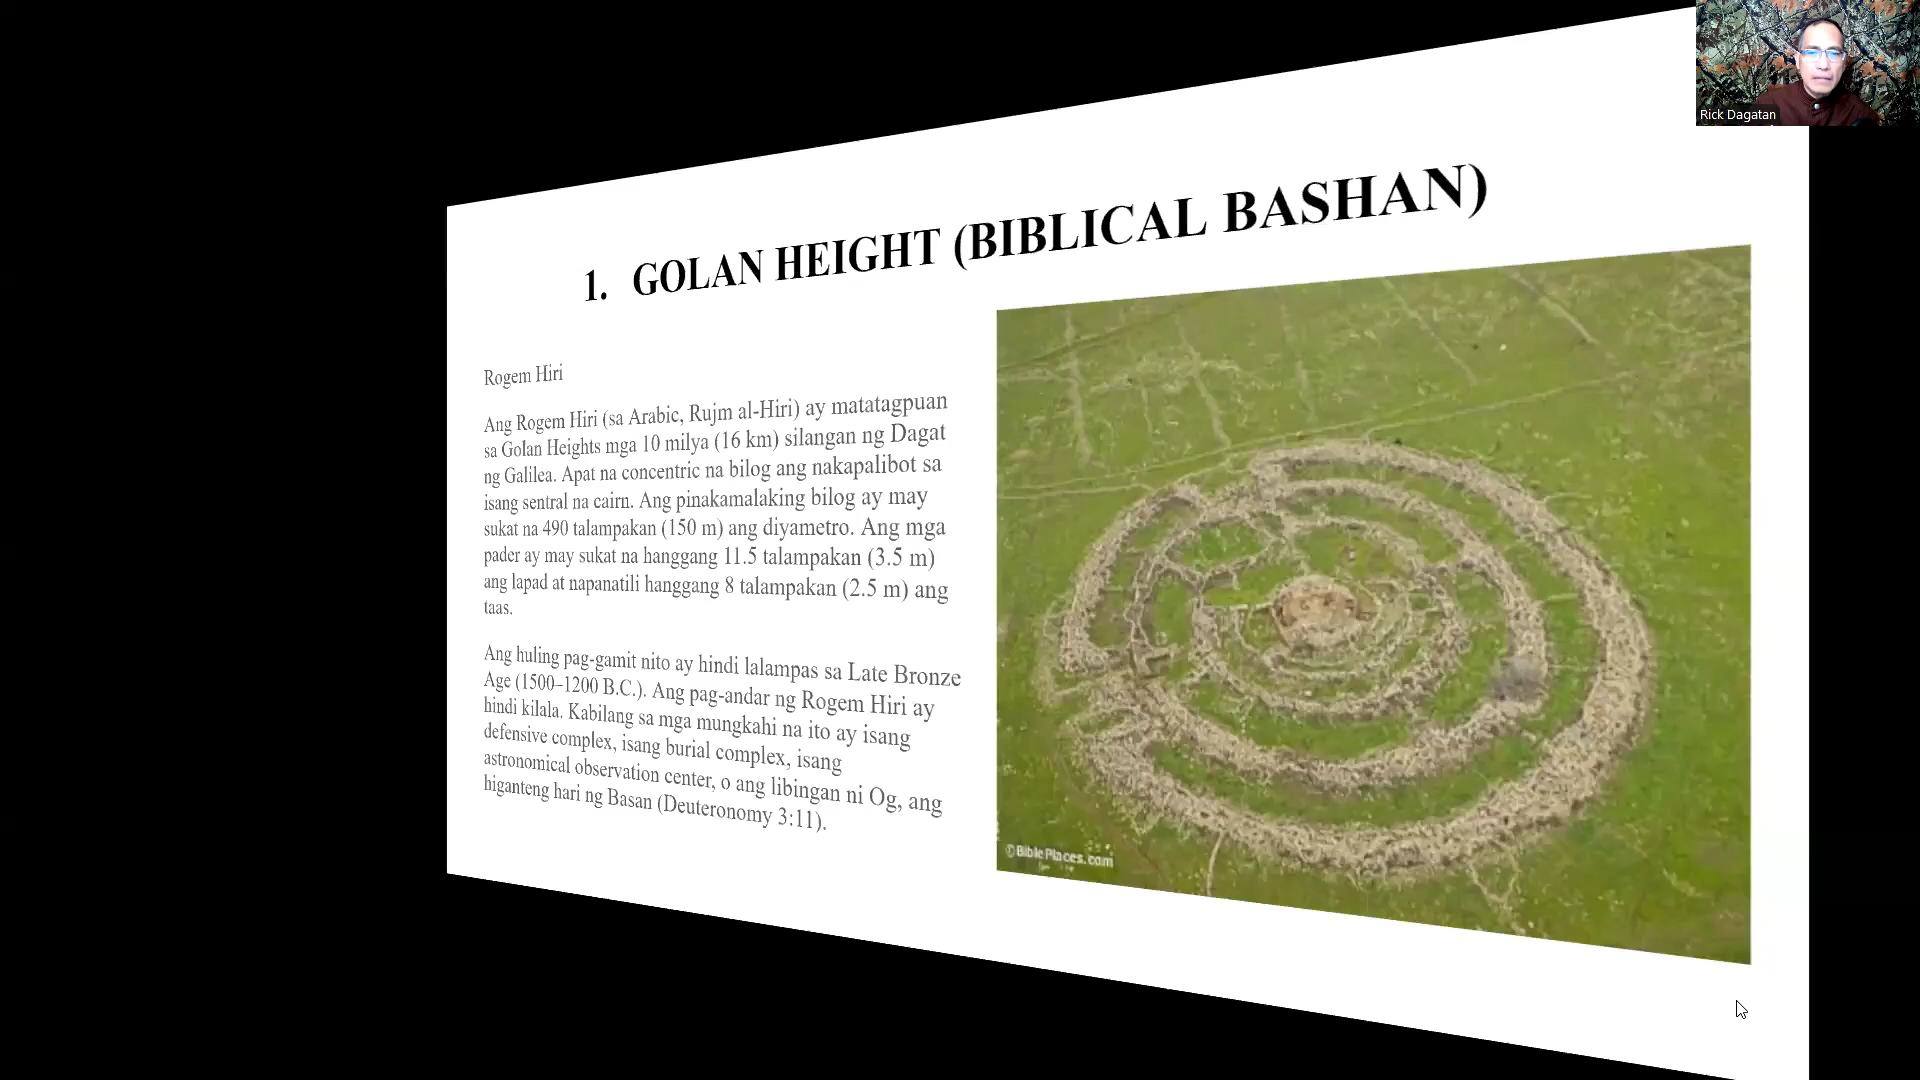 Rick Dagatan
1. GOLAN HEIGHT (BIBLICAL BASHAN)
Rogem Hiri
Ang Rogem Hiri (sa Arabic, Rujm al-Hiri) ay matatagpuan
sa Golan Heights mga 10 milya (16 km) silangan ng Dagat
ng Galilea. Apat na concentric na bilog ang nakapalibot sa
isang sentral na cairn. Ang pinakamalaking bilog ay may
sukat na 490 talampakan (150 m) ang diyametro. Ang mga
pader ay may sukat na hanggang 11.5 talampakan (3.5 m)
ang lapad at napanatili hanggang 8 talampakan (2.5 m) ang
taas.
Ang huling pag-gamit nito ay hindi lalampas sa Late Bronze
Age (1500–1200 B.C.). Ang pag-andar ng Rogem Hiri ay
hindi kilala. Kabilang sa mga mungkahi na ito ay isang
defensive complex, isang burial complex, isang
astronomical observation center, o ang libingan ni Og, ang
higanteng hari ng Basan (Deuteronomy 3:11).
©BiblePlaces.com